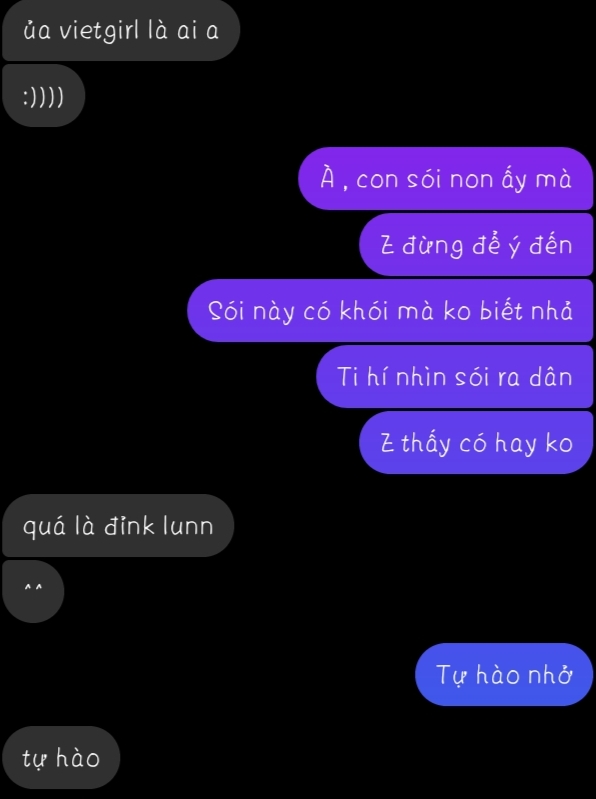 ủa vietgirl là ai a
:))))
À , con sói non ấy mà
Z đừng để ý đến
Sói này có khói mà ko biết nhả
Ti hí nhìn sói ra dân
Z thấy có hay ko
quá là đỉnk lunn
^^
Tự hào nhở
tự hào